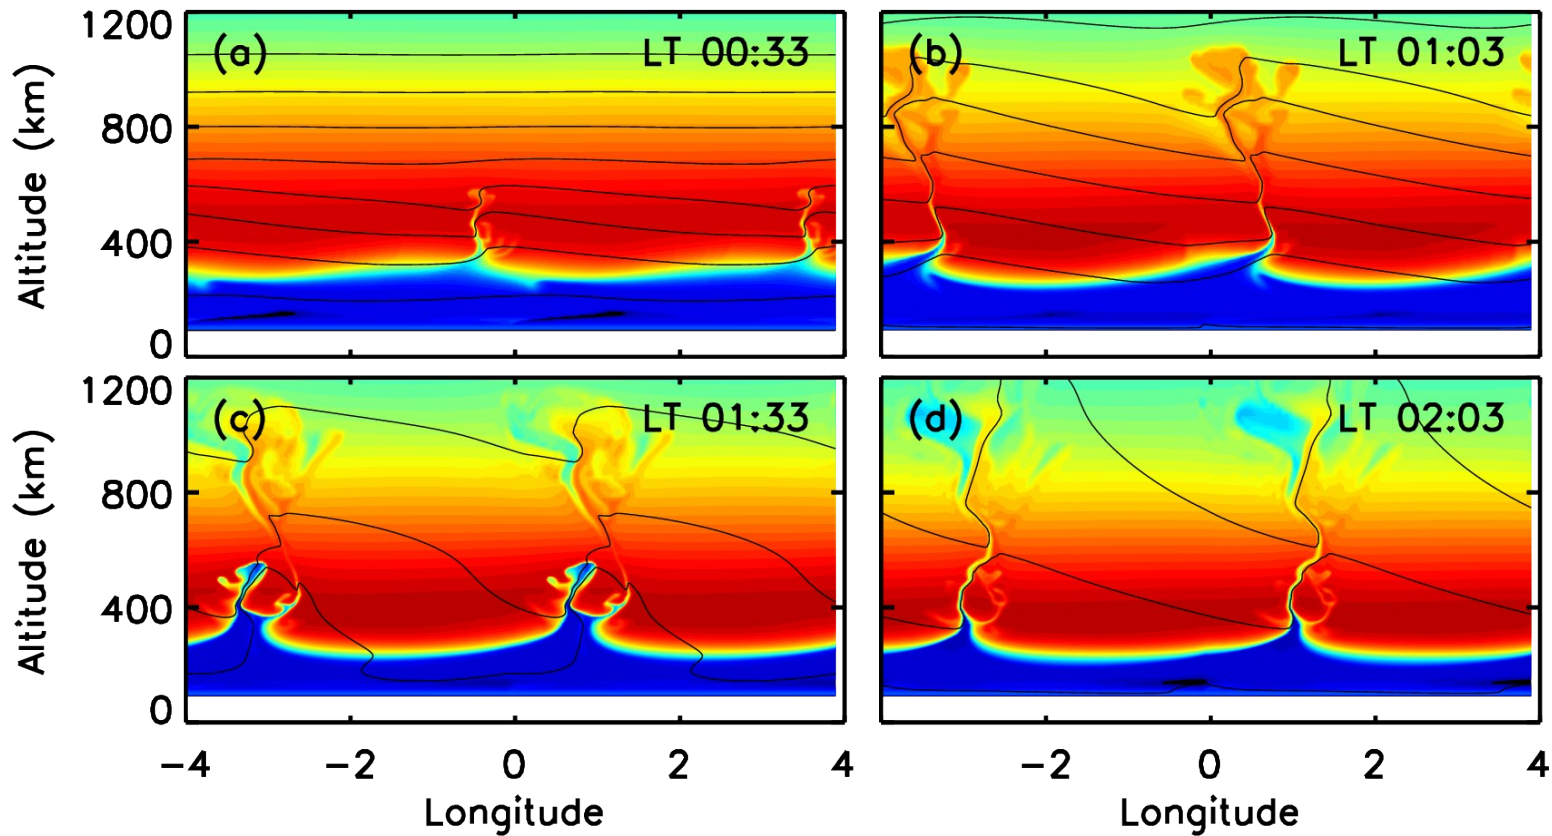 (a) LT 00:33
(b) LT 01:03
1200
800
400
0
Altitude (km)
(c) LT 01:33
(d) LT 02:03
1200
800
400
0
Altitude (km)
−4 −2 0 2 4
−2 0 2 4
Longitude
Longitude